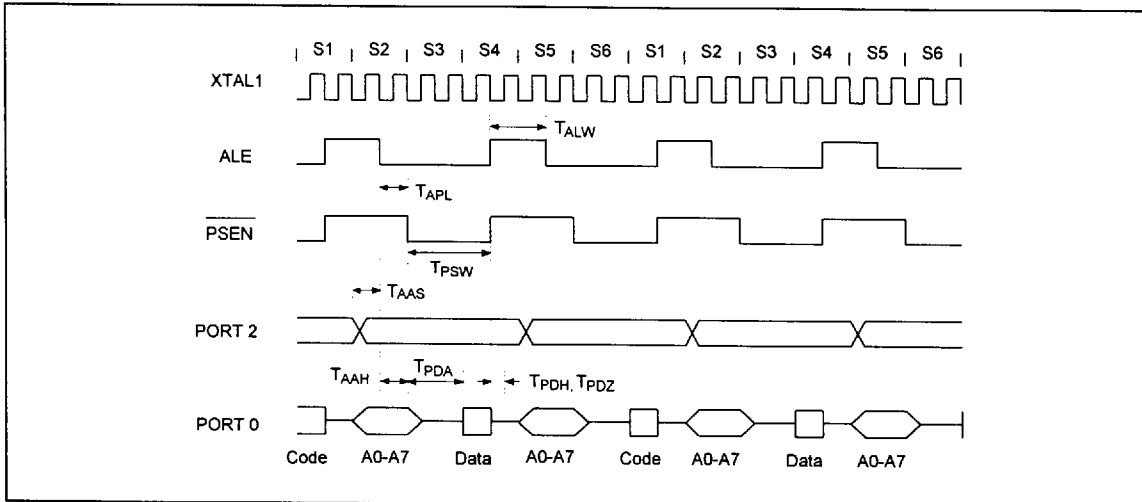 S1 S2 S3 S4 S5 S6 S1 S2 S3 S4 S5 S6
XTAL1
TALW
ALE
TAPL
PSEN
TPSW
TAAS
PORT 2
TAAH TPDA TPDH, TPDZ
PORT 0
Code A0-A7 Data A0-A7 Code A0-A7 Data A0-A7